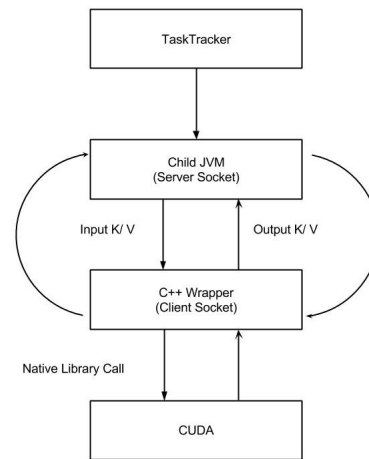 TaskTracker
Child JVM
(Server Socket)
Input K/ V
Output K/ V
C++ Wrapper
(Client Socket)
Native Library Call
CUDA